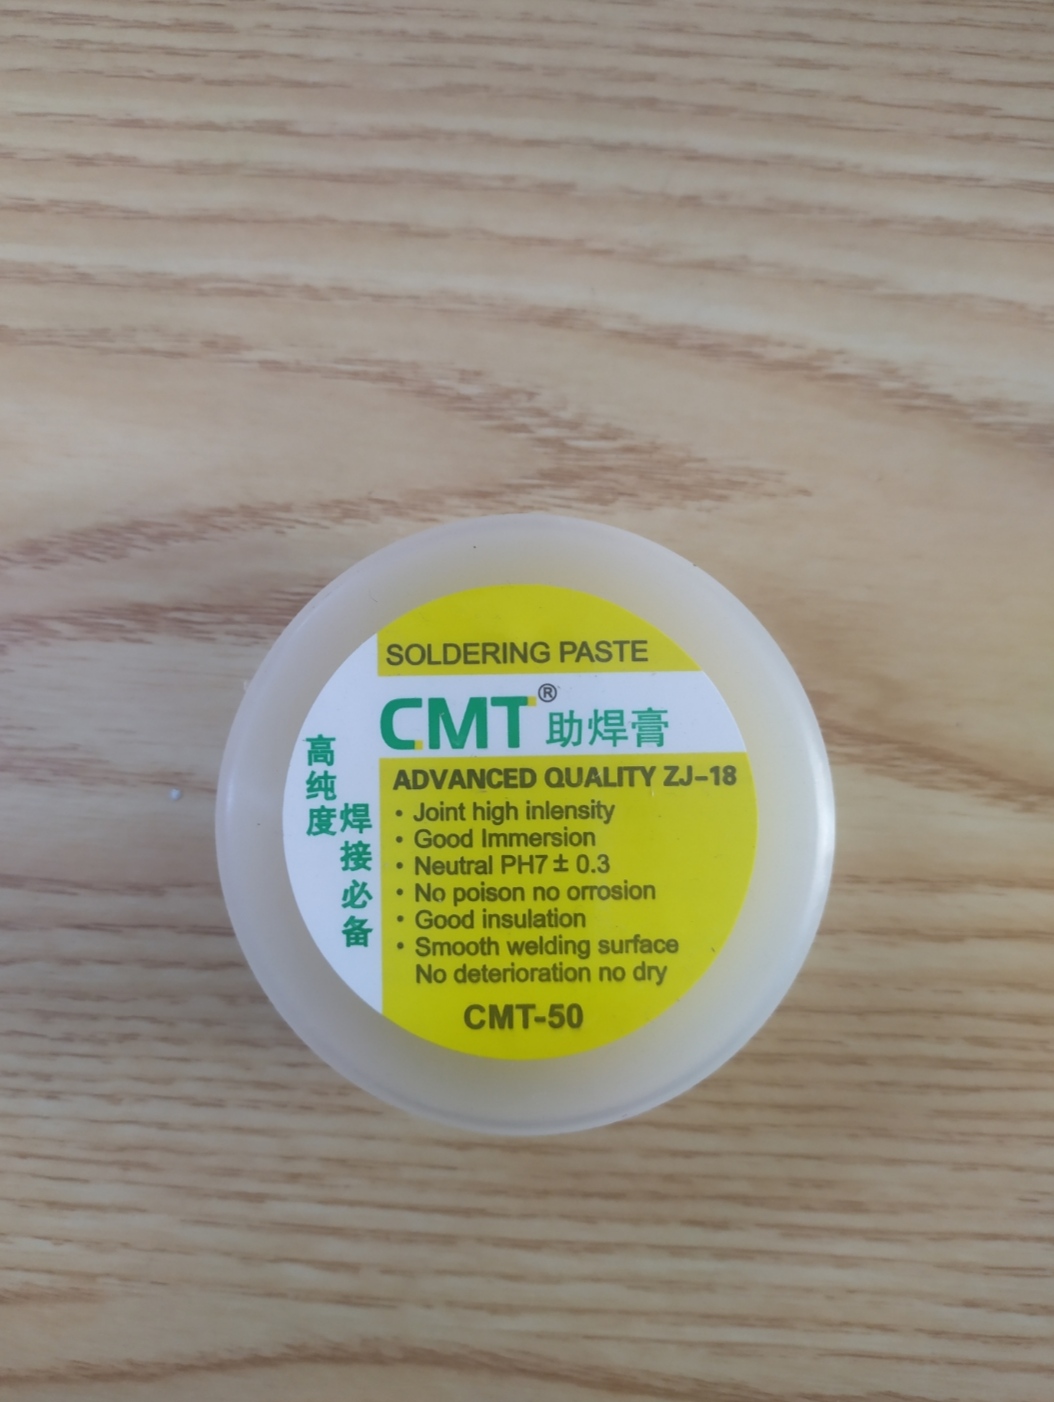 SOLDERING PASTE
CMT® 助焊膏
高纯度
焊接必备
ADVANCED QUALITY ZJ-18
• Joint high inlensity
• Good Immersion
• Neutral PH7 ± 0.3
• No poison no orrosion
• Good insulation
• Smooth welding surface
No deterioration no dry
CMT-50